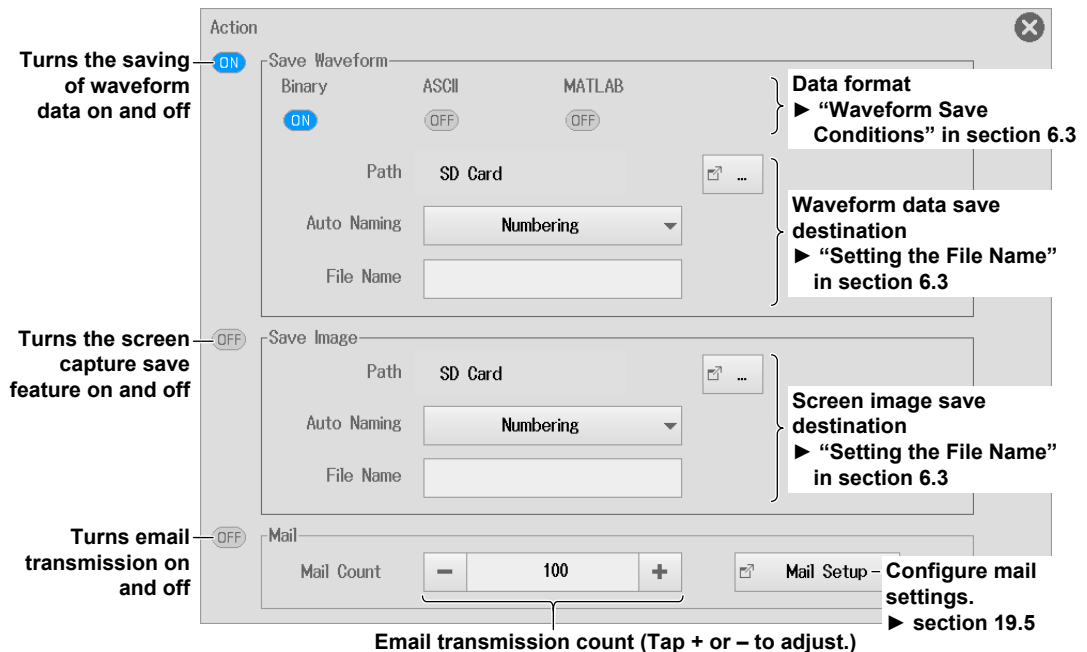 Action
Turns the saving
of waveform
data on and off
ON
Save Waveform
Binary
ASCII
MATLAB
ON
OFF
OFF
Data format
► “Waveform Save
Conditions” in section 6.3
Path
SD Card
...
Auto Naming
Numbering
File Name
Waveform data save
destination
► “Setting the File Name”
in section 6.3
Turns the screen
capture save
feature on and off
OFF
Save Image
Path
SD Card
...
Auto Naming
Numbering
File Name
Screen image save
destination
► “Setting the File Name”
in section 6.3
Turns email
transmission on
and off
OFF
Mail
Mail Count
−
100
+
Mail Setup
Configure mail
settings.
► section 19.5
Email transmission count (Tap + or – to adjust.)